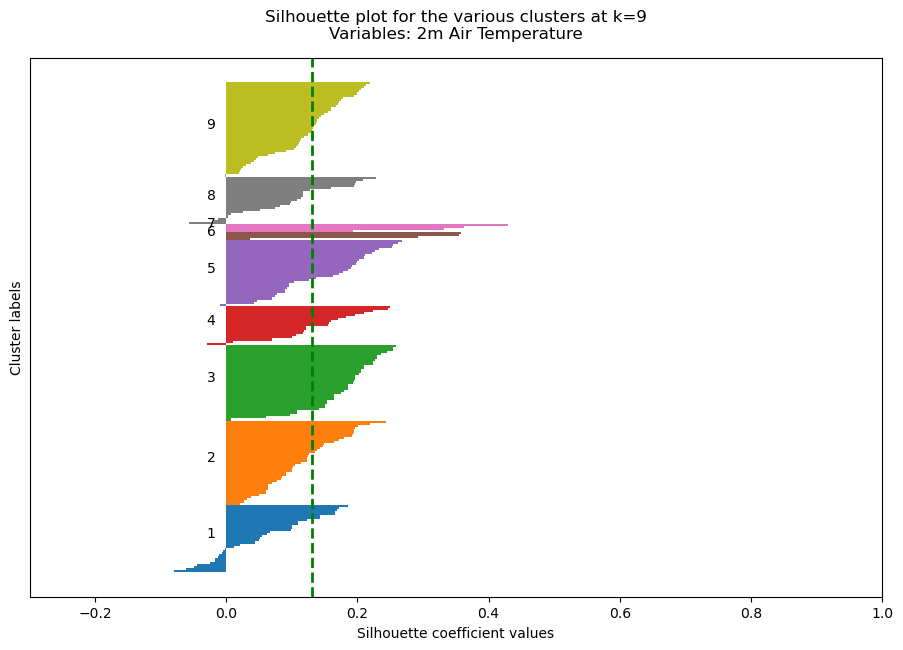 Silhouette plot for the various clusters at k=9
Variables: 2m Air Temperature
9
8
7
6
5
4
3
2
1
Cluster labels
−0.2 0.0 0.2 0.4 0.6 0.8 1.0
Silhouette coefficient values